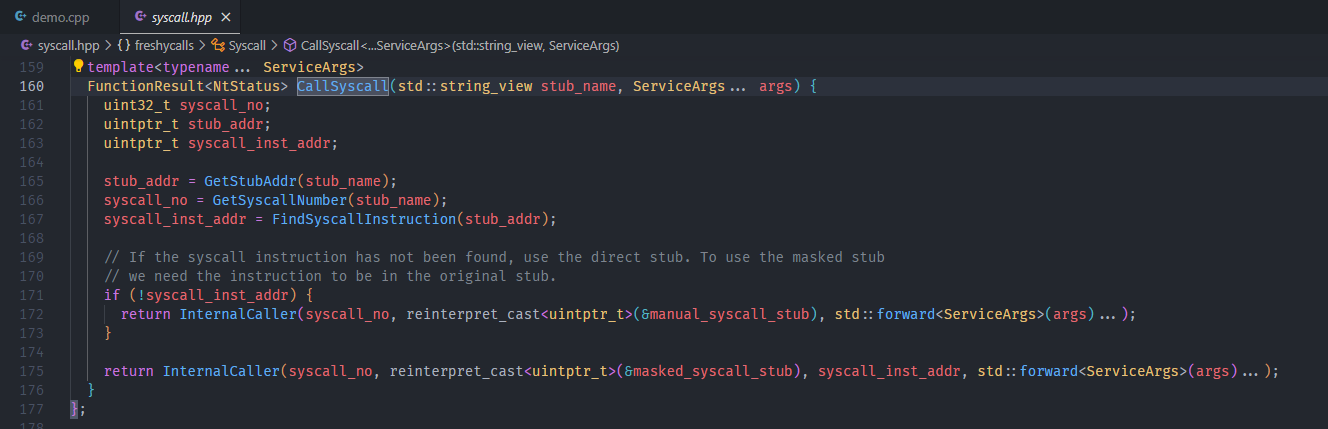 demo.cpp syscall.hpp ×
syscall.hpp > {} freshycalls > Syscall > CallSyscall<...ServiceArgs>(std::string_view, ServiceArgs)
159 template<typename... ServiceArgs>
160 FunctionResult<NtStatus> CallSyscall(std::string_view stub_name, ServiceArgs... args) {
161 uint32_t syscall_no;
162 uintptr_t stub_addr;
163 uintptr_t syscall_inst_addr;
164
165 stub_addr = GetStubAddr(stub_name);
166 syscall_no = GetSyscallNumber(stub_name);
167 syscall_inst_addr = FindSyscallInstruction(stub_addr);
168
169 // If the syscall instruction has not been found, use the direct stub. To use the masked stub
170 // we need the instruction to be in the original stub.
171 if (!syscall_inst_addr) {
172 return InternalCaller(syscall_no, reinterpret_cast<uintptr_t>(&manual_syscall_stub), std::forward<ServiceArgs>(args)...);
173 }
174
175 return InternalCaller(syscall_no, reinterpret_cast<uintptr_t>(&masked_syscall_stub), syscall_inst_addr, std::forward<ServiceArgs>(args)...);
176 }
177 };
178